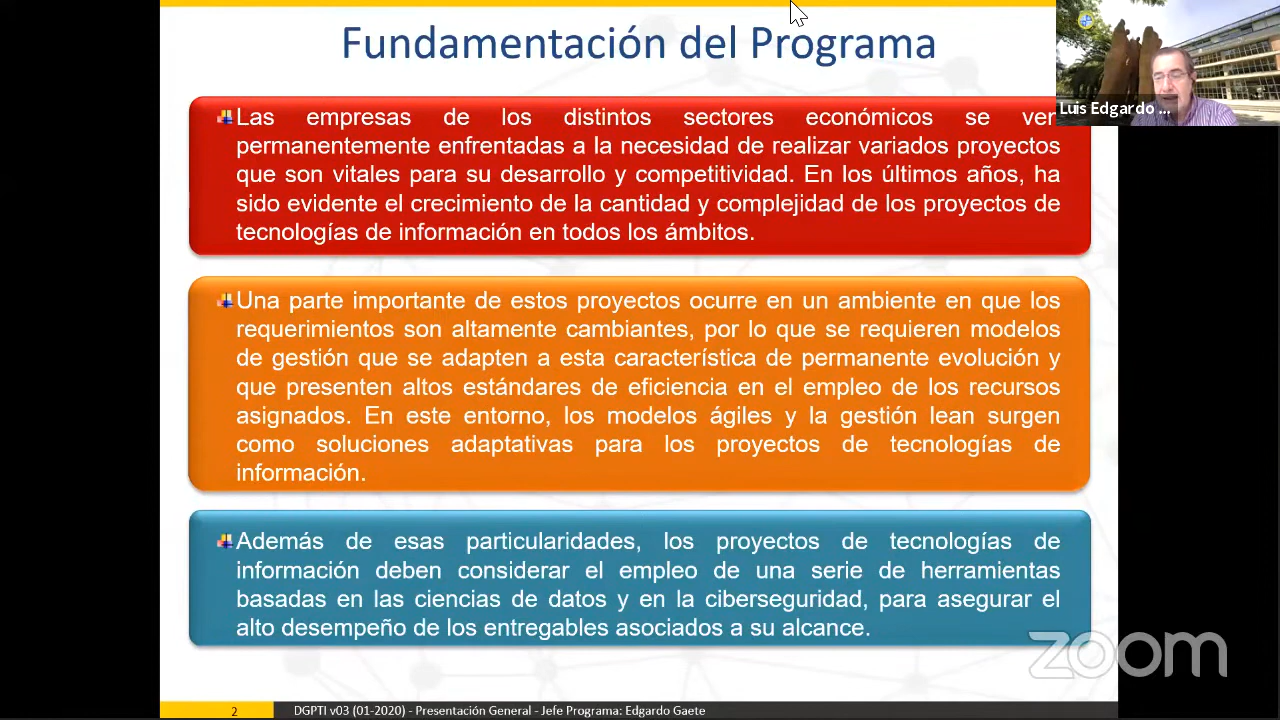 Fundamentación del Programa
Luis Edgardo ...
Las empresas de los distintos sectores económicos se ven
permanentemente enfrentadas a la necesidad de realizar variados proyectos
que son vitales para su desarrollo y competitividad. En los últimos años, ha
sido evidente el crecimiento de la cantidad y complejidad de los proyectos de
tecnologías de información en todos los ámbitos.
Una parte importante de estos proyectos ocurre en un ambiente en que los
requerimientos son altamente cambiantes, por lo que se requieren modelos
de gestión que se adapten a esta característica de permanente evolución y
que presenten altos estándares de eficiencia en el empleo de los recursos
asignados. En este entorno, los modelos ágiles y la gestión lean surgen
como soluciones adaptativas para los proyectos de tecnologías de
información.
Además de esas particularidades, los proyectos de tecnologías de
información deben considerar el empleo de una serie de herramientas
basadas en las ciencias de datos y en la ciberseguridad, para asegurar el
alto desempeño de los entregables asociados a su alcance.
zoom
2
DGPTI v03 (01-2020) - Presentación General - Jefe Programa: Edgardo Gaete